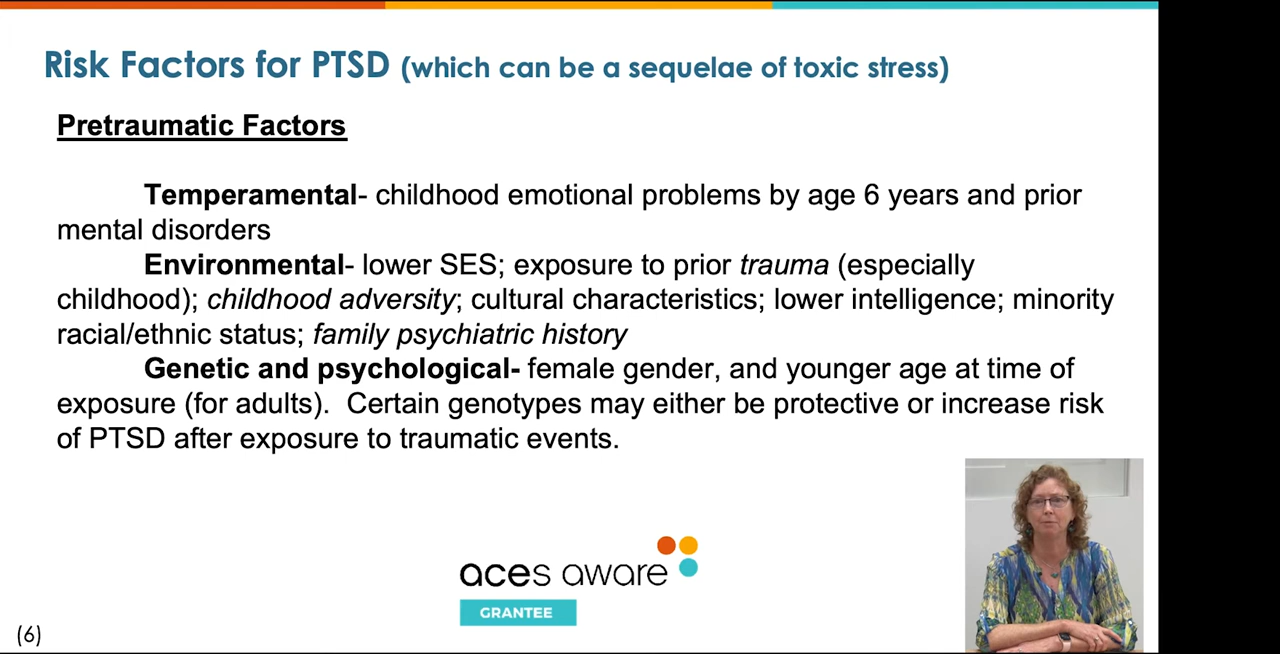 Risk Factors for PTSD (which can be a sequelae of toxic stress)
Pretraumatic Factors
Temperamental- childhood emotional problems by age 6 years and prior
mental disorders
Environmental- lower SES; exposure to prior trauma (especially
childhood); childhood adversity; cultural characteristics; lower intelligence; minority
racial/ethnic status; family psychiatric history
Genetic and psychological- female gender, and younger age at time of
exposure (for adults). Certain genotypes may either be protective or increase risk
of PTSD after exposure to traumatic events.
aces aware
GRANTEE
(6)